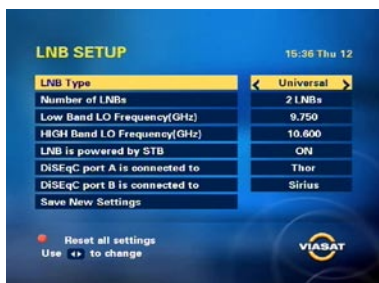 LNB SETUP 15:36 Thu 12
LNB Type Universal
Number of LNBs 2 LNBs
Low Band LO Frequency(GHz) 9.750
HIGH Band LO Frequency(GHz) 10.600
LNB is powered by STB ON
DiSEqC port A is connected to Thor
DiSEqC port B is connected to Sirius
Save New Settings
Reset all settings
Use to change
VIASAT